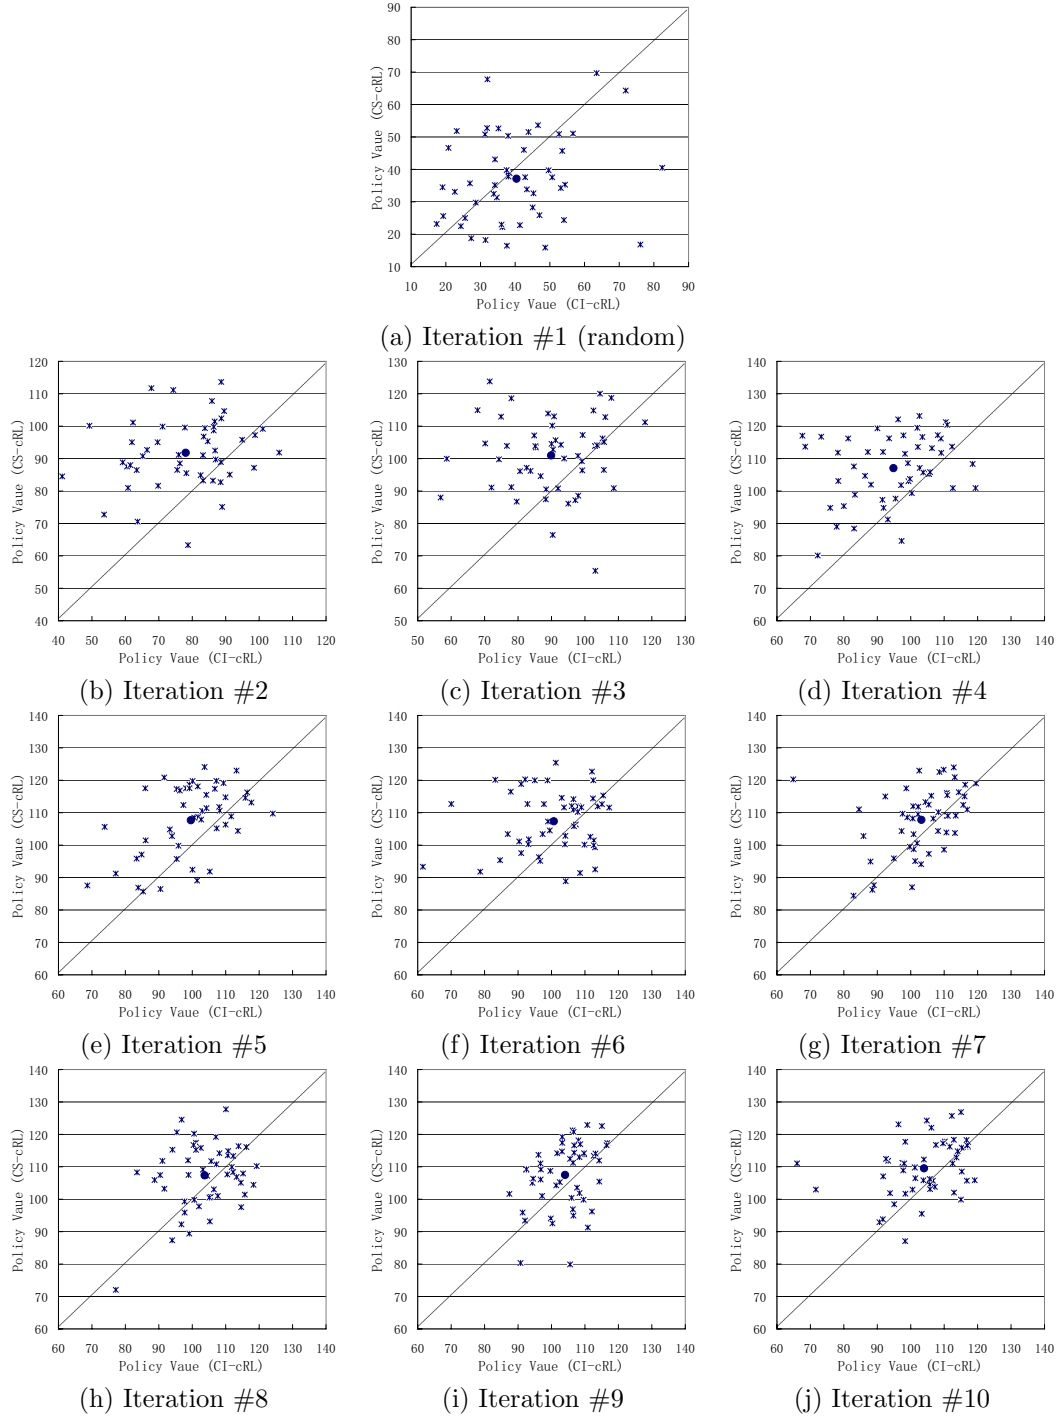 90
80
70
60
50
40
30
20
10
Policy Vaue (CS-cRL)
10 20 30 40 50 60 70 80 90
Policy Vaue (CI-cRL)
(a) Iteration #1 (random)
120
110
100
90
80
70
60
50
40
Policy Vaue (CS-cRL)
40 50 60 70 80 90 100 110 120
Policy Vaue (CI-cRL)
(b) Iteration #2
130
120
110
100
90
80
70
60
50
Policy Vaue (CS-cRL)
50 60 70 80 90 100 110 120 130
Policy Vaue (CI-cRL)
(c) Iteration #3
140
130
120
110
100
90
80
70
60
Policy Vaue (CS-cRL)
60 70 80 90 100 110 120 130 140
Policy Vaue (CI-cRL)
(d) Iteration #4
140
130
120
110
100
90
80
70
60
Policy Vaue (CS-cRL)
60 70 80 90 100 110 120 130 140
Policy Vaue (CI-cRL)
(e) Iteration #5
140
130
120
110
100
90
80
70
60
Policy Vaue (CS-cRL)
60 70 80 90 100 110 120 130 140
Policy Vaue (CI-cRL)
(f) Iteration #6
140
130
120
110
100
90
80
70
60
Policy Vaue (CS-cRL)
60 70 80 90 100 110 120 130 140
Policy Vaue (CI-cRL)
(g) Iteration #7
140
130
120
110
100
90
80
70
60
Policy Vaue (CS-cRL)
60 70 80 90 100 110 120 130 140
Policy Vaue (CI-cRL)
(h) Iteration #8
140
130
120
110
100
90
80
70
60
Policy Vaue (CS-cRL)
60 70 80 90 100 110 120 130 140
Policy Vaue (CI-cRL)
(i) Iteration #9
140
130
120
110
100
90
80
70
60
Policy Vaue (CS-cRL)
60 70 80 90 100 110 120 130 140
Policy Vaue (CI-cRL)
(j) Iteration #10